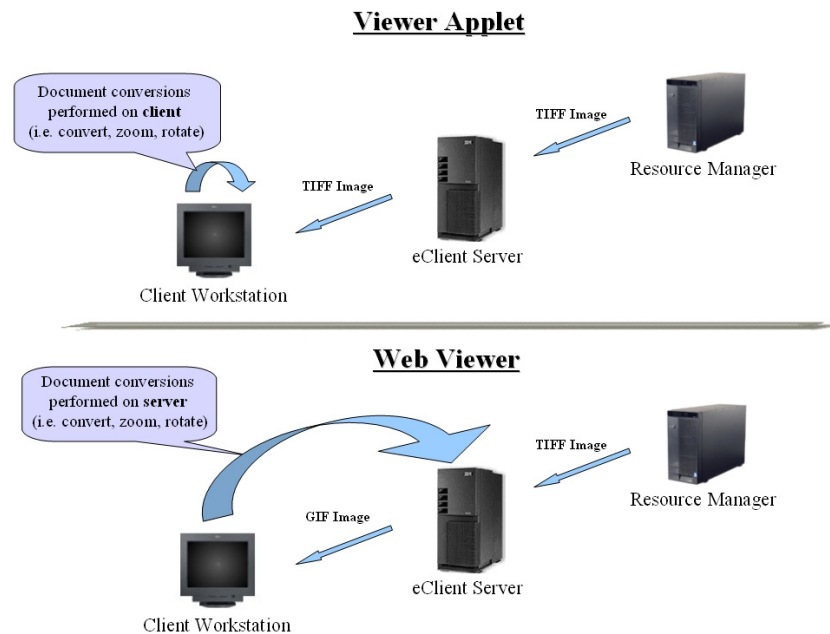 Viewer Applet
Document conversions
performed on client
(i.e. convert, zoom, rotate)
TIFF Image
Resource Manager
TIFF Image
IBM
eClient Server
Client Workstation
Web Viewer
Document conversions
performed on server
(i.e. convert, zoom, rotate)
TIFF Image
Resource Manager
GIF Image
IBM
eClient Server
Client Workstation